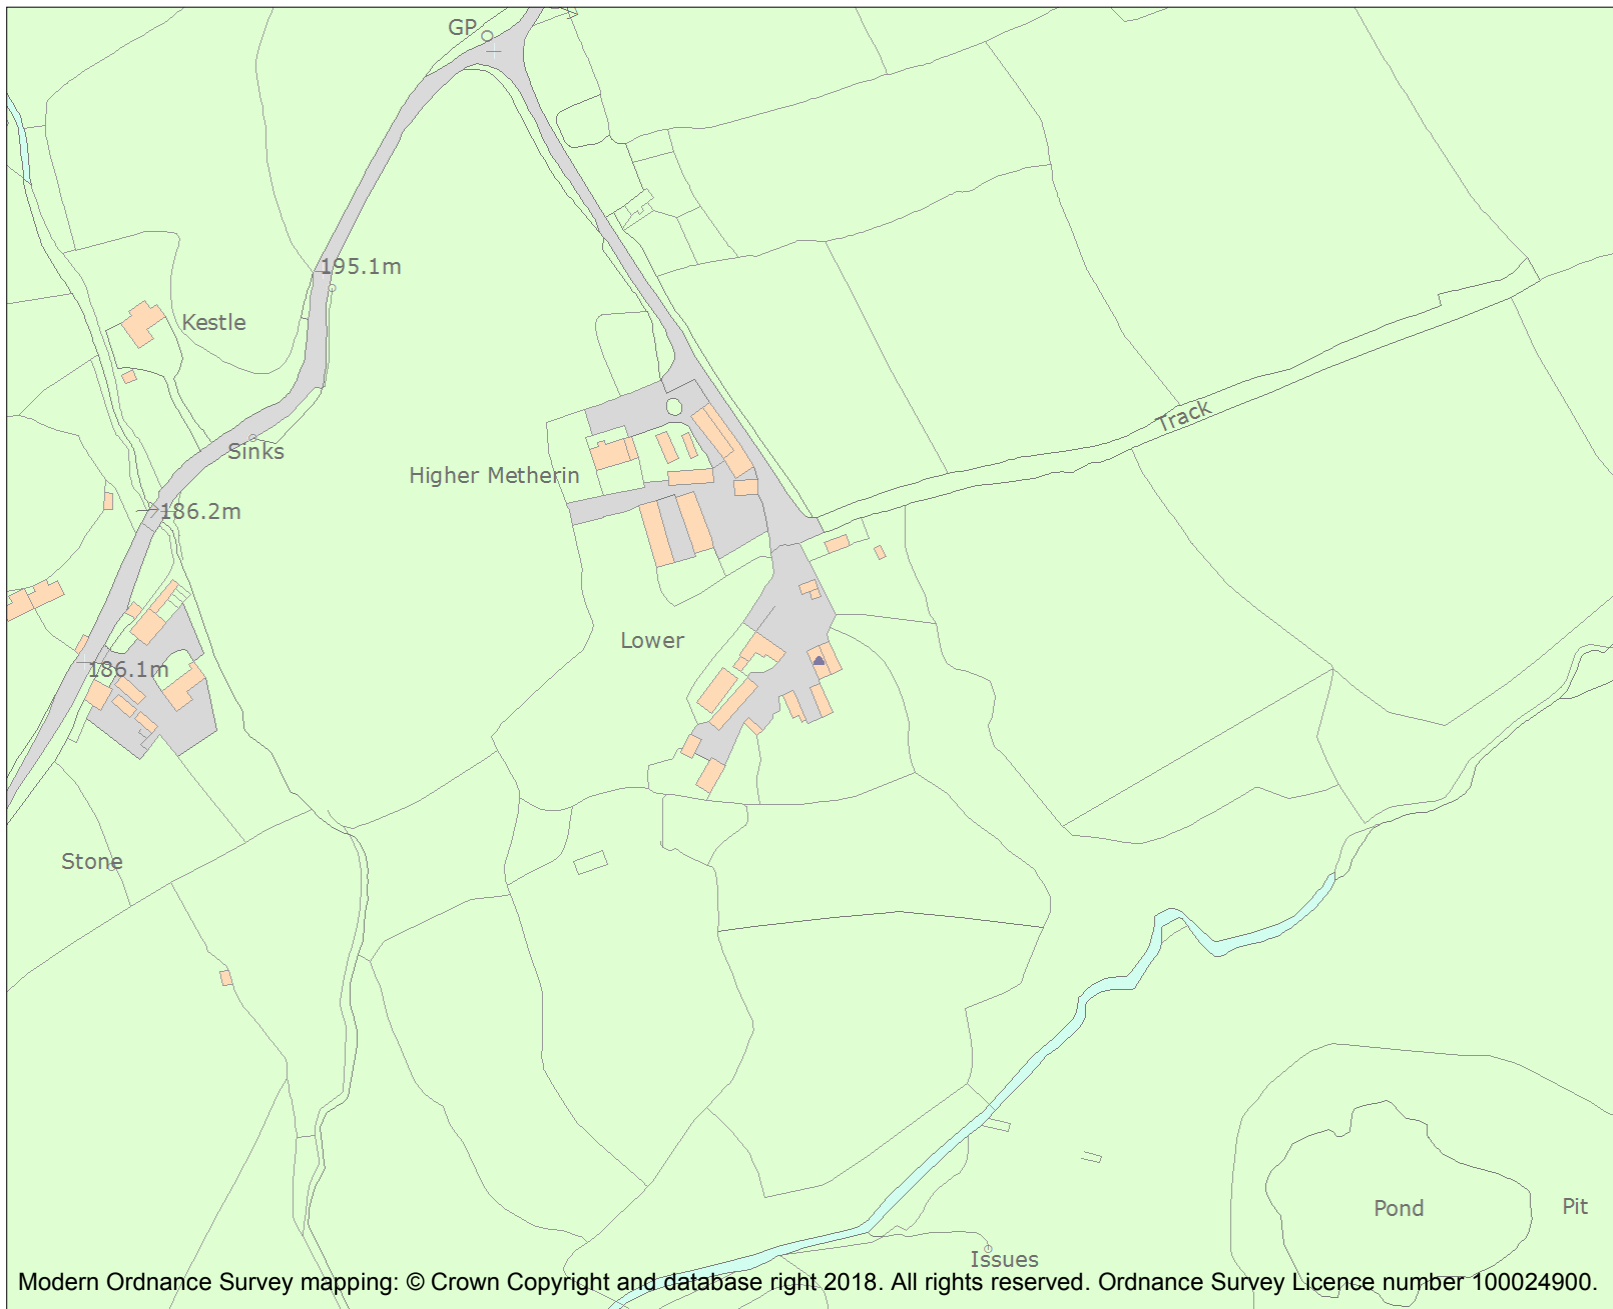 GP
195.1m
Kestle
Track
Sinks
Higher Metherin
186.2m
Lower
186.1m
Stone
Pond
Pit
Issues
Modern Ordnance Survey mapping: © Crown Copyright and database right 2018. All rights reserved. Ordnance Survey Licence number 100024900.